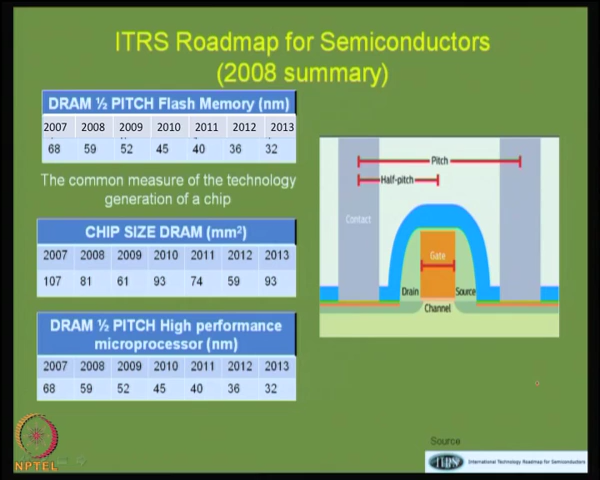 ITRS Roadmap for Semiconductors
(2008 summary)
DRAM ½ PITCH Flash Memory (nm)
2007 2008 2009 2010 2011 2012 2013
68 59 52 45 40 36 32
The common measure of the technology
generation of a chip
CHIP SIZE DRAM (mm²)
2007 2008 2009 2010 2011 2012 2013
107 81 61 93 74 59 93
DRAM ½ PITCH High performance
microprocessor (nm)
2007 2008 2009 2010 2011 2012 2013
68 59 52 45 40 36 32
Pitch
Half-pitch
Contact
Gate
Drain
Source
Channel
Source
ITRS International Technology Roadmap for Semiconductors
NPTEL